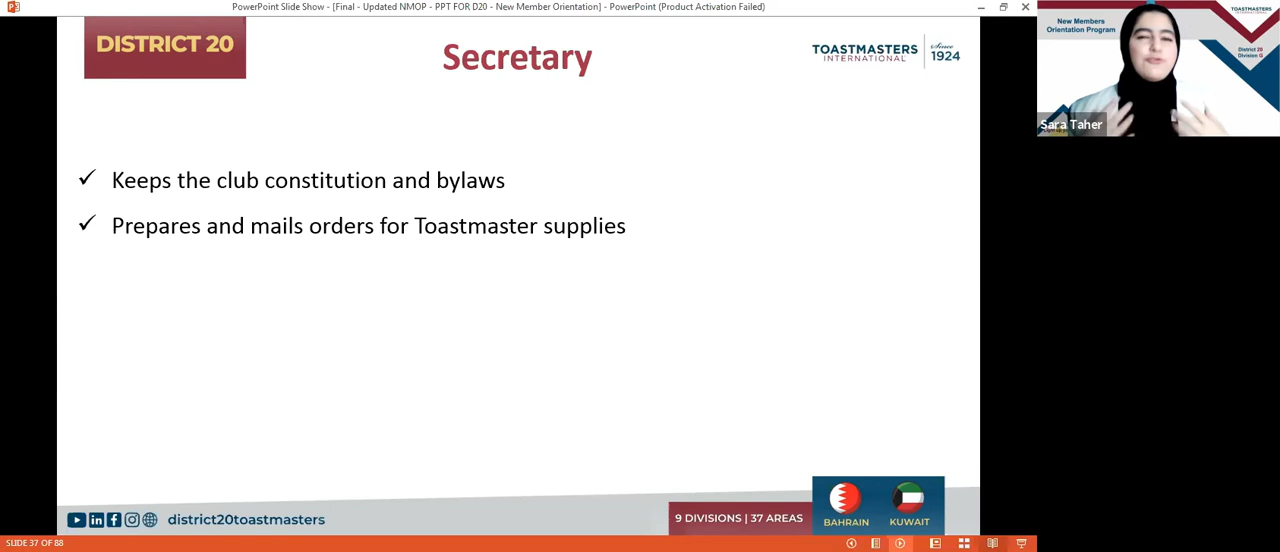 PowerPoint Slide Show - [Final - Updated NMOP - PPT FOR D20 - New Member Orientation] - PowerPoint (Product Activation Failed)
DISTRICT 20
Secretary
TOASTMASTERS
INTERNATIONAL
Since
1924
Keeps the club constitution and bylaws
Prepares and mails orders for Toastmaster supplies
district20toastmasters
9 DIVISIONS | 37 AREAS
BAHRAIN
KUWAIT
SLIDE 37 OF 88
New Members
Orientation Program
TOASTMASTERS
INTERNATIONAL
District 20
Division G
Sara Taher